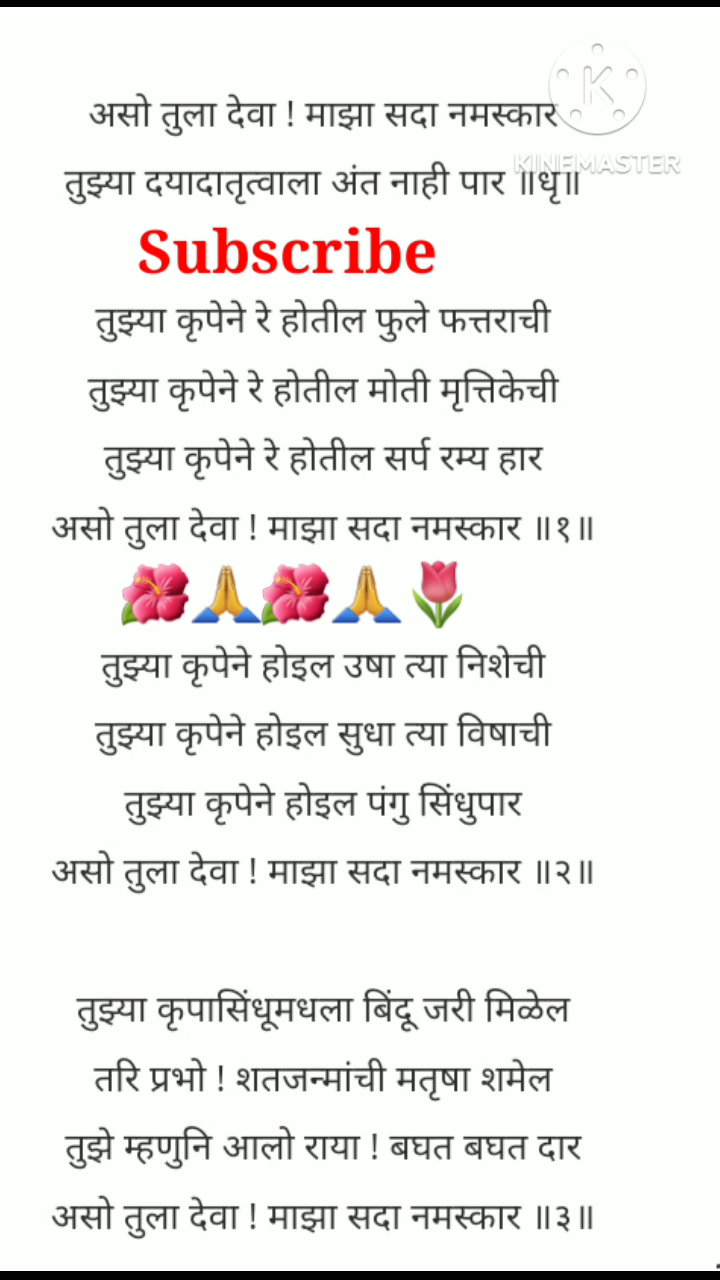 असो तुला देवा ! माझा सदा नमस्कार
KINEMASTER
तुझ्या दयादातृत्वाला अंत नाही पार ॥धृ॥
Subscribe
तुझ्या कृपेने रे होतील फुले फत्तराची
तुझ्या कृपेने रे होतील मोती मृत्तिकेची
तुझ्या कृपेने रे होतील सर्प रम्य हार
असो तुला देवा ! माझा सदा नमस्कार ॥१॥
🌺🙏🌺🙏🌷
तुझ्या कृपेने होइल उषा त्या निशेची
तुझ्या कृपेने होइल सुधा त्या विषाची
तुझ्या कृपेने होइल पंगु सिंधुपार
असो तुला देवा ! माझा सदा नमस्कार ॥२॥
तुझ्या कृपासिंधूमधला बिंदू जरी मिळेल
तरि प्रभो ! शतजन्मांची मतृषा शमेल
तुझे म्हणुनि आलो राया ! बघत बघत दार
असो तुला देवा ! माझा सदा नमस्कार ॥३॥